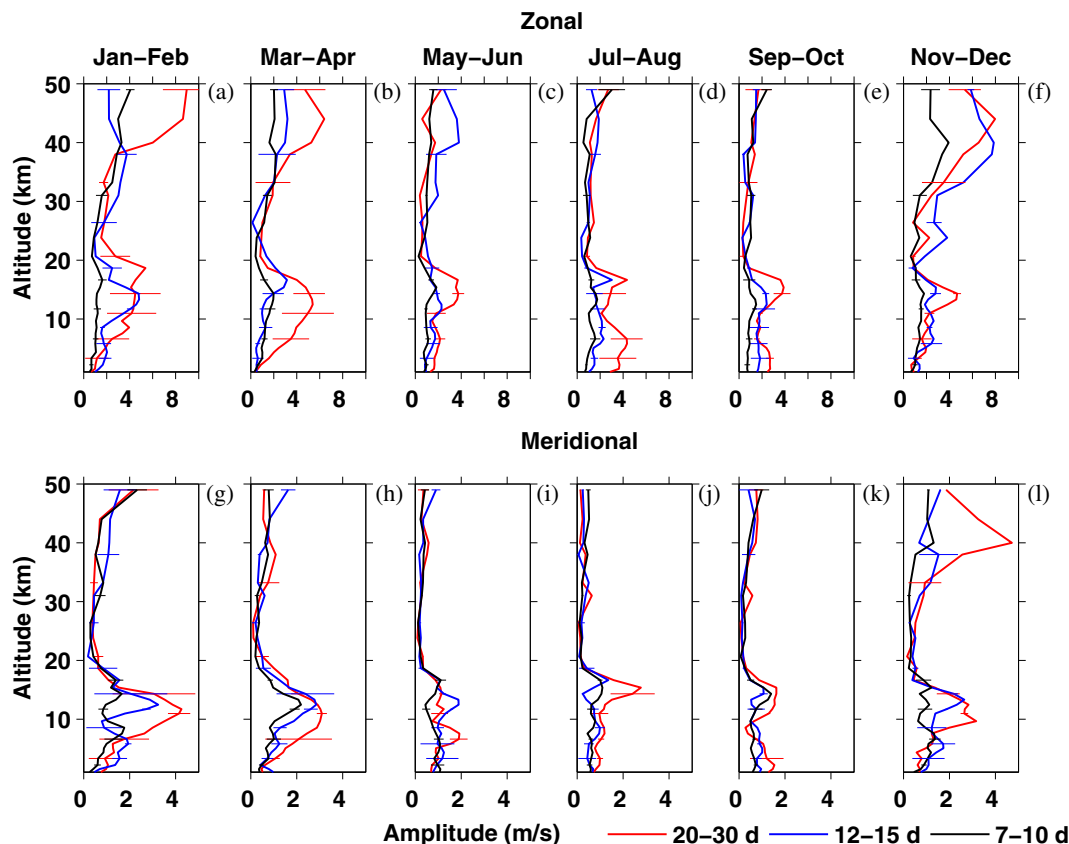 Zonal
Jan–Feb Mar–Apr May–Jun Jul–Aug Sep–Oct Nov–Dec
50 (a) (b) (c) (d) (e) (f)
40
30
20
10
Altitude (km)
0 4 8 0 4 8 0 4 8 0 4 8 0 4 8 0 4 8
Meridional
50 (g) (h) (i) (j) (k) (l)
40
30
20
10
Altitude (km)
0 2 4 0 2 4 0 2 4 0 2 4 0 2 4 0 2 4
Amplitude (m/s) 20–30 d 12–15 d 7–10 d